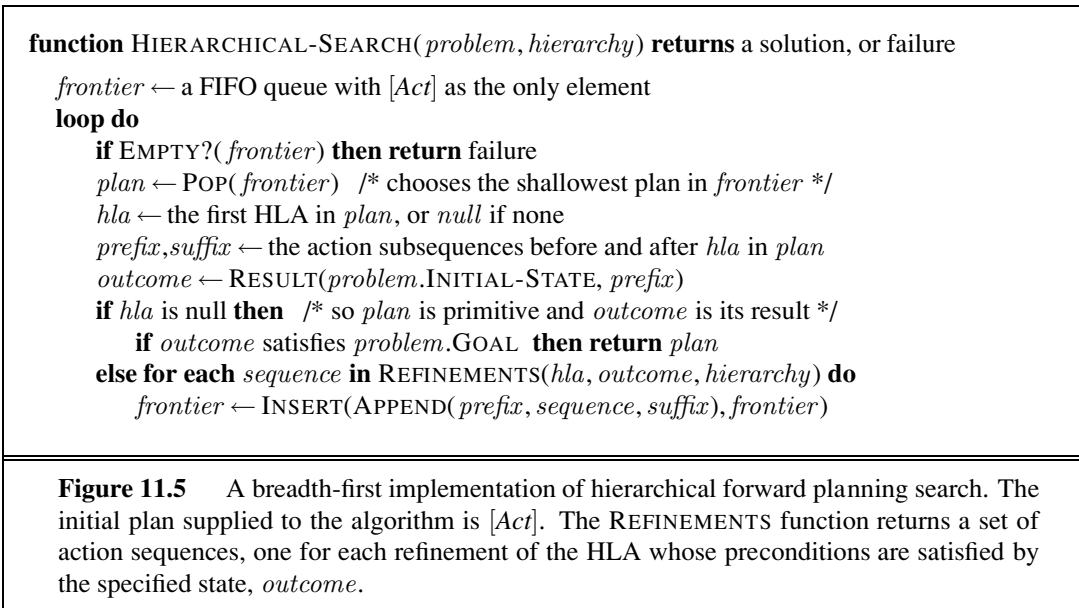 function HIERARCHICAL-SEARCH(problem, hierarchy) returns a solution, or failure
frontier ← a FIFO queue with [Act] as the only element
loop do
if EMPTY?(frontier) then return failure
plan ← POP(frontier) /* chooses the shallowest plan in frontier */
hla ← the first HLA in plan, or null if none
prefix,suffix ← the action subsequences before and after hla in plan
outcome ← RESULT(problem.INITIAL-STATE, prefix)
if hla is null then /* so plan is primitive and outcome is its result */
if outcome satisfies problem.GOAL then return plan
else for each sequence in REFINEMENTS(hla, outcome, hierarchy) do
frontier ← INSERT(APPEND(prefix, sequence, suffix), frontier)
Figure 11.5 A breadth-first implementation of hierarchical forward planning search. The
initial plan supplied to the algorithm is [Act]. The REFINEMENTS function returns a set of
action sequences, one for each refinement of the HLA whose preconditions are satisfied by
the specified state, outcome.